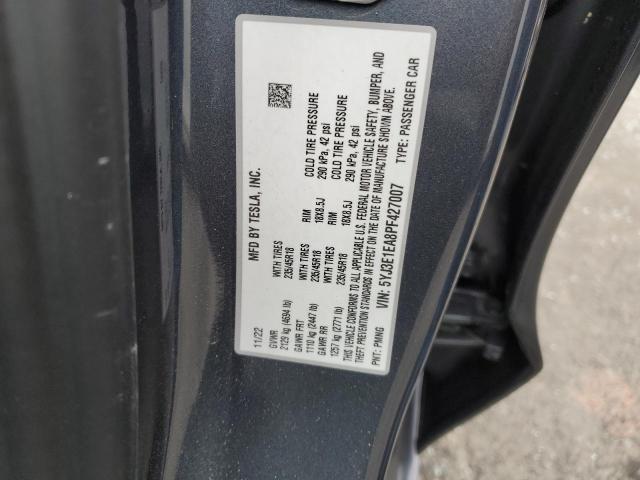 MFD BY TESLA, INC.
11/22
GVWR
2129 kg (4694 lb)
WITH TIRES
235/45R18
RIM
18X8.5J
COLD TIRE PRESSURE
290 kPa, 42 psi
GAWR FRT
1110 kg (2447 lb)
WITH TIRES
235/45R18
RIM
18X8.5J
COLD TIRE PRESSURE
290 kPa, 42 psi
GAWR RR
1257 kg (2771 lb)
THIS VEHICLE CONFORMS TO ALL APPLICABLE U.S. FEDERAL MOTOR VEHICLE SAFETY, BUMPER, AND
THEFT PREVENTION STANDARDS IN EFFECT ON THE DATE OF MANUFACTURE SHOWN ABOVE.
VIN: 5YJ3E1EA8PF427007
TYPE: PASSENGER CAR
PNT: PMNG